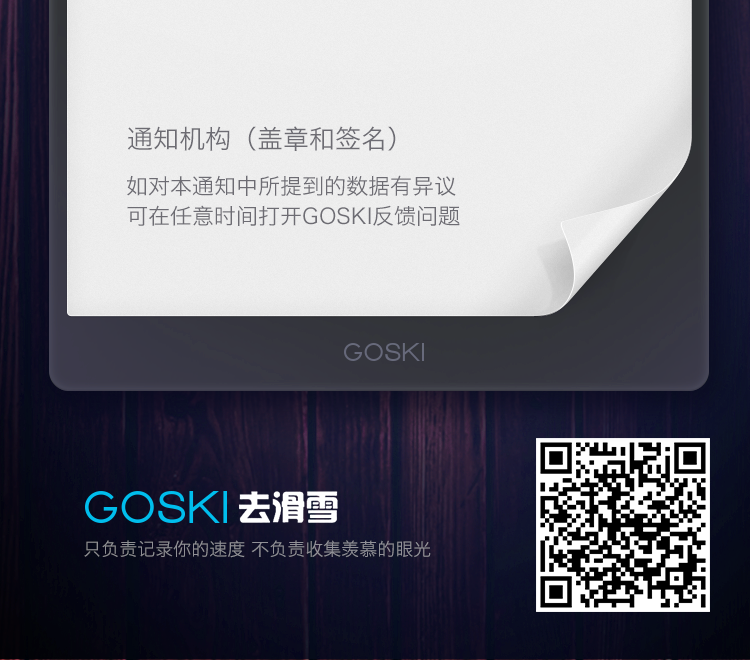 通知机构（盖章和签名）
如对本通知中所提到的数据有异议
可在任意时间打开GOSKI反馈问题
GOSKI
GOSKI 去滑雪
只负责记录你的速度 不负责收集羡慕的眼光